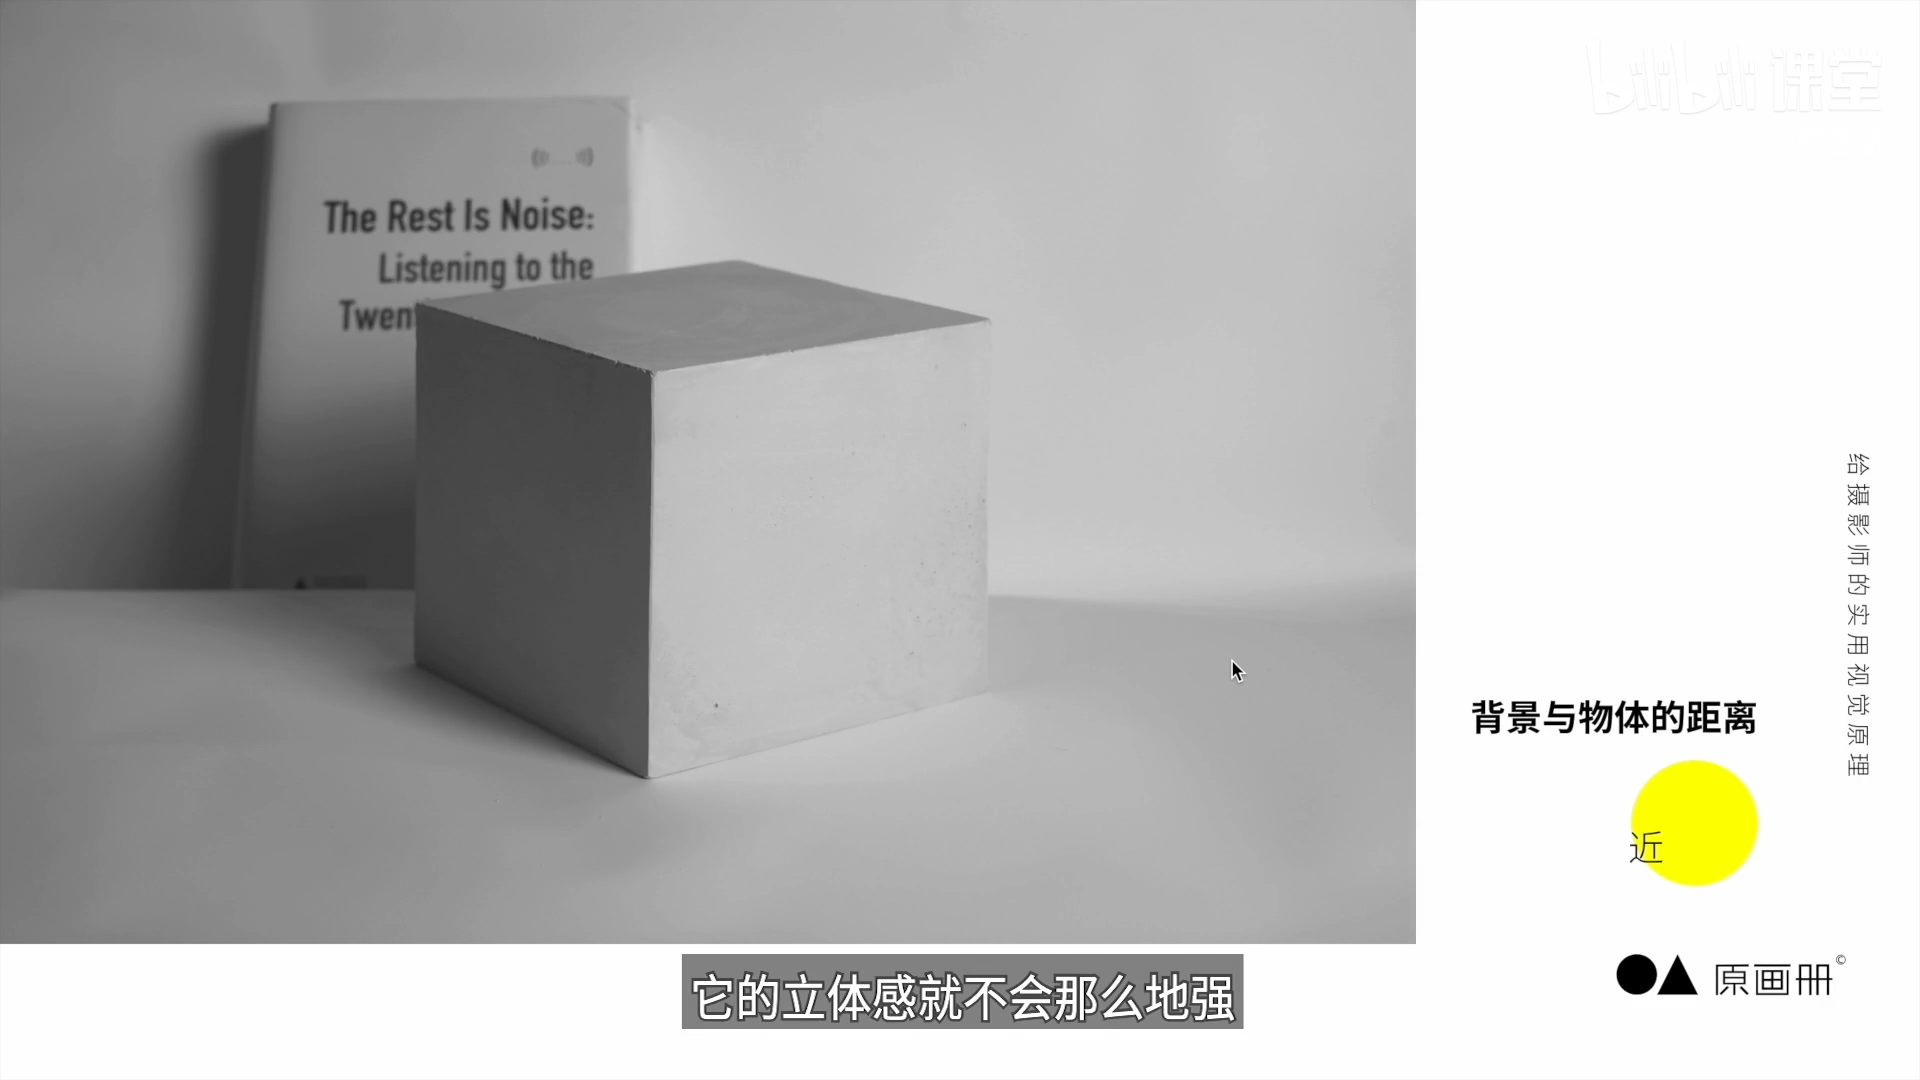 bilibili 课堂
The Rest Is Noise:
Listening to the
Twent
给摄影师的实用视觉原理
背景与物体的距离
近
原画册©
它的立体感就不会那么地强